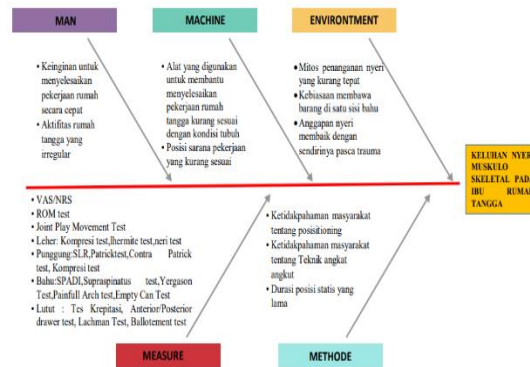 MAN
MACHINE
ENVIRONTMENT
• Keinginan untuk
menyelesaikan
pekerjaan rumah
secara cepat
• Aktifitas rumah
tangga yang
irregular
• Alat yang digunakan
untuk membantu
menyelesaikan
pekerjaan rumah
tangga kurang sesuai
dengan kondisi tubuh
• Posisi sarana pekerjaan
yang kurang sesuai
• Mitos penanganan nyeri
yang kurang tepat
• Kebiasaan membawa
barang di satu sisi bahu
• Anggapan nyeri
membaik dengan
sendirinya pasca trauma
KELUHAN NYERI
MUSKULO
SKELETAL PADA
IBU RUMAH
TANGGA
• VAS/NRS
• ROM test
• Joint Play Movement Test
• Leher: Kompresi test,lhermite test,neri test
• Punggung:SLR,Patricktest,Contra Patrick
test, Kompresi test
• Bahu:SPADI,Supraspinatus test,Yergason
Test,Painfull Arch test,Empty Can Test
• Lutut : Tes Krepitasi, Anterior/Posterior
drawer test, Lachman Test, Ballotement test
• Ketidakpahaman masyarakat
tentang posisitioning
• Ketidakpahaman masyarakat
tentang Teknik angkat
angkut
• Durasi posisi statis yang
lama
MEASURE
METHODE